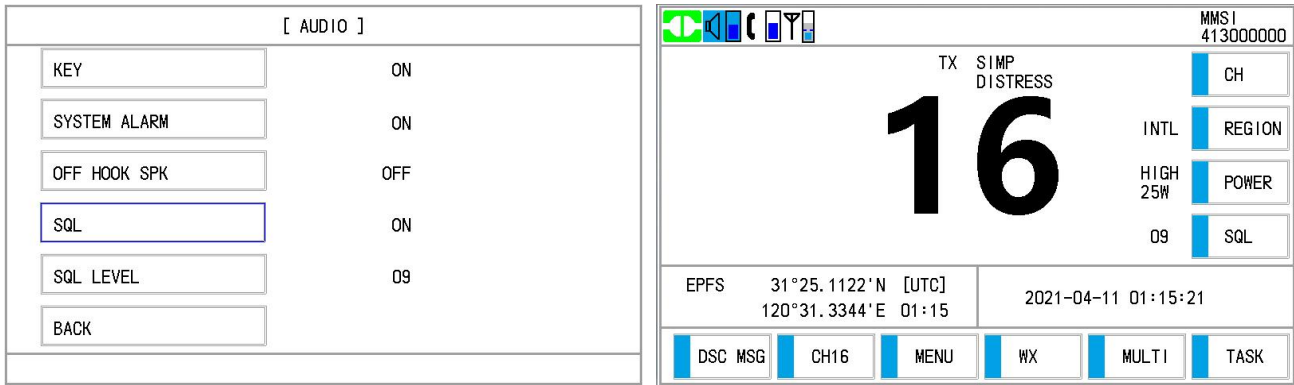 [ AUDIO ]
KEY ON
SYSTEM ALARM ON
OFF HOOK SPK OFF
SQL ON
SQL LEVEL 09
BACK
MMSI
413000000
TX SIMP
DISTRESS
16
CH
INTL REGION
HIGH
25W
POWER
09 SQL
EPFS 31°25.1122'N [UTC]
120°31.3344'E 01:15
2021-04-11 01:15:21
DSC MSG CH16 MENU WX MULTI TASK